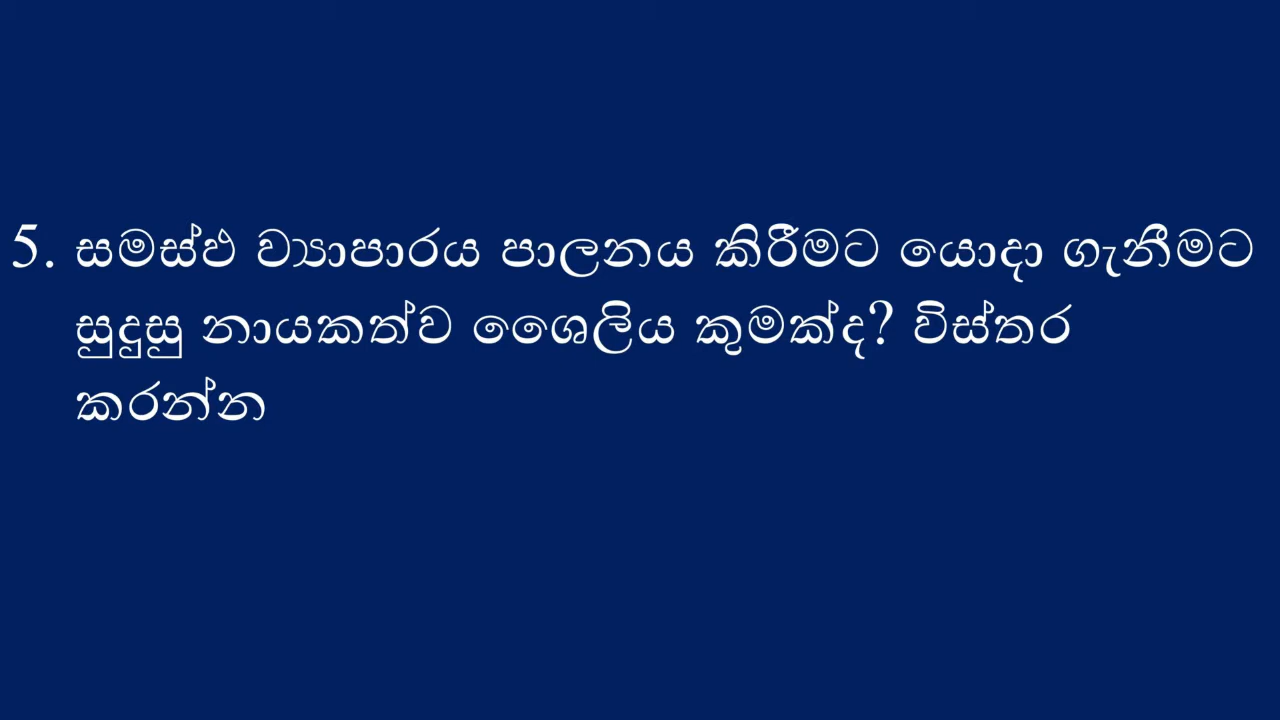 5. සමස්ඵ ව්‍යාපාරය පාලනය කිරීමට යොදා ගැනීමට
සුදුසු නායකත්ව ශෛලිය කුමක්ද? විස්තර
කරන්න